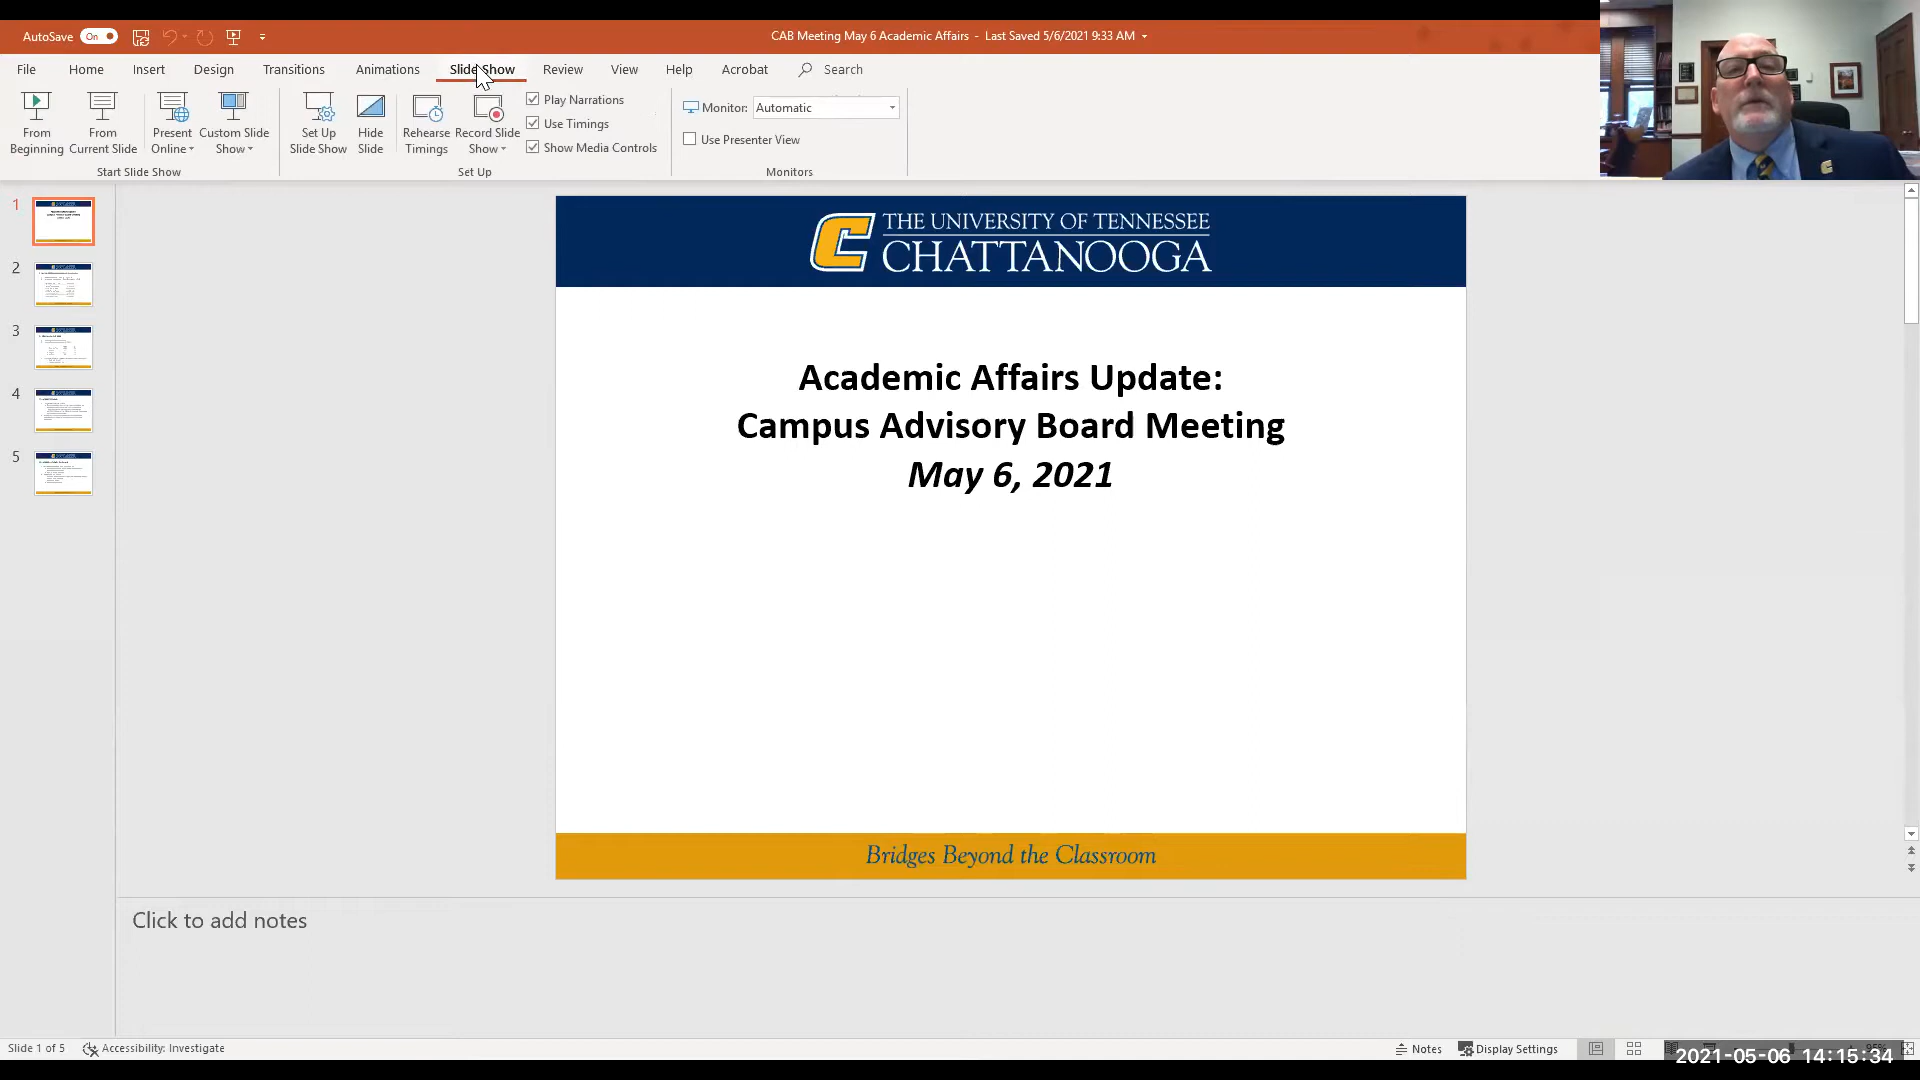 AutoSave On
CAB Meeting May 6 Academic Affairs - Last Saved 5/6/2021 9:33 AM
File Home Insert Design Transitions Animations Slide Show Review View Help Acrobat Search
From Beginning
From Current Slide
Present Online
Custom Slide Show
Set Up Slide Show
Hide Slide
Rehearse Timings
Record Slide Show
Play Narrations
Use Timings
Show Media Controls
Monitor: Automatic
Use Presenter View
Start Slide Show
Set Up
Monitors
1
2
3
4
5
THE UNIVERSITY OF TENNESSEE
CHATTANOOGA
Academic Affairs Update:
Campus Advisory Board Meeting
May 6, 2021
Bridges Beyond the Classroom
Click to add notes
Slide 1 of 5
Accessibility: Investigate
Notes
Display Settings
2021-05-06 14:15:34